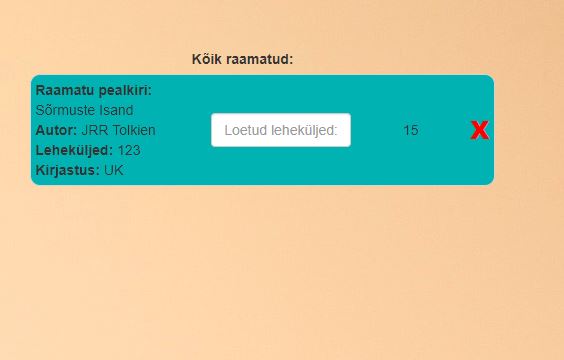 Kõik raamatud:
Raamatu pealkiri:
Sõrmuste Isand
Autor: JRR Tolkien
Leheküljed: 123
Kirjastus: UK
Loetud leheküljed:
15
X